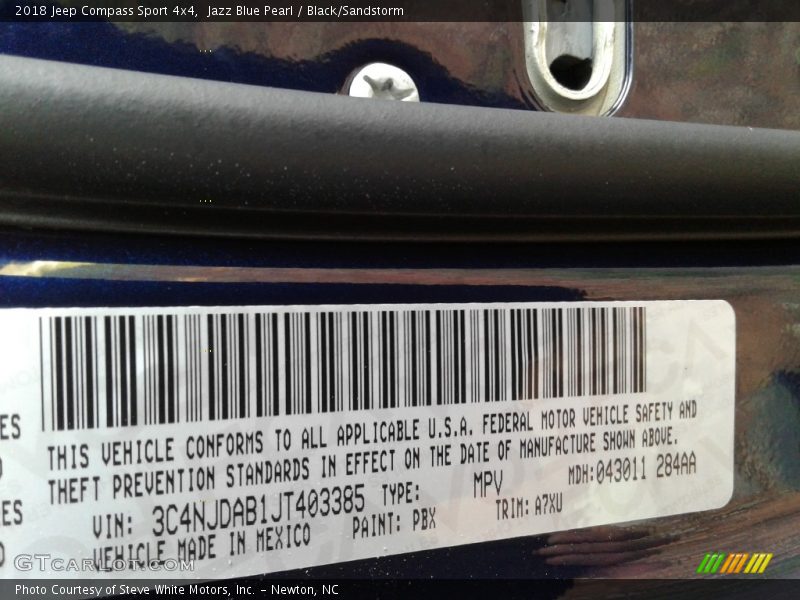 2018 Jeep Compass Sport 4x4,  Jazz Blue Pearl / Black/Sandstorm
ES
THIS VEHICLE CONFORMS TO ALL APPLICABLE U.S.A. FEDERAL MOTOR VEHICLE SAFETY AND
THEFT PREVENTION STANDARDS IN EFFECT ON THE DATE OF MANUFACTURE SHOWN ABOVE.
ES
VIN: 3C4NJDAB1JT403385 TYPE: MPV MDH:043011 284AA
VEHICLE MADE IN MEXICO PAINT: PBX TRIM: A7XU
GTCARLOT.COM
Photo Courtesy of Steve White Motors, Inc. – Newton, NC